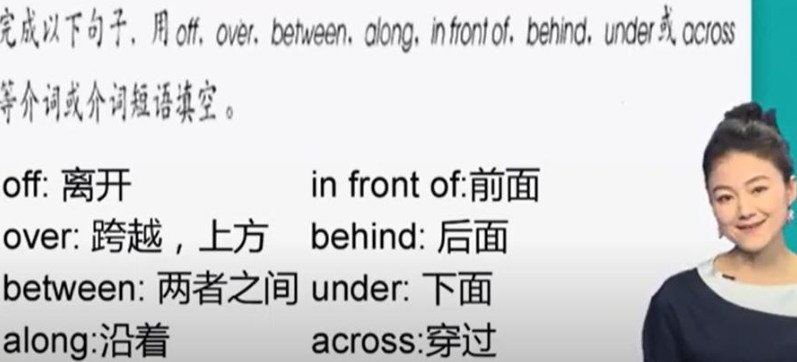 完成以下句子，用 off, over, between, along, in front of, behind, under 或 across
等介词或介词短语填空。
off: 离开 in front of:前面
over: 跨越，上方 behind: 后面
between: 两者之间 under: 下面
along:沿着 across:穿过